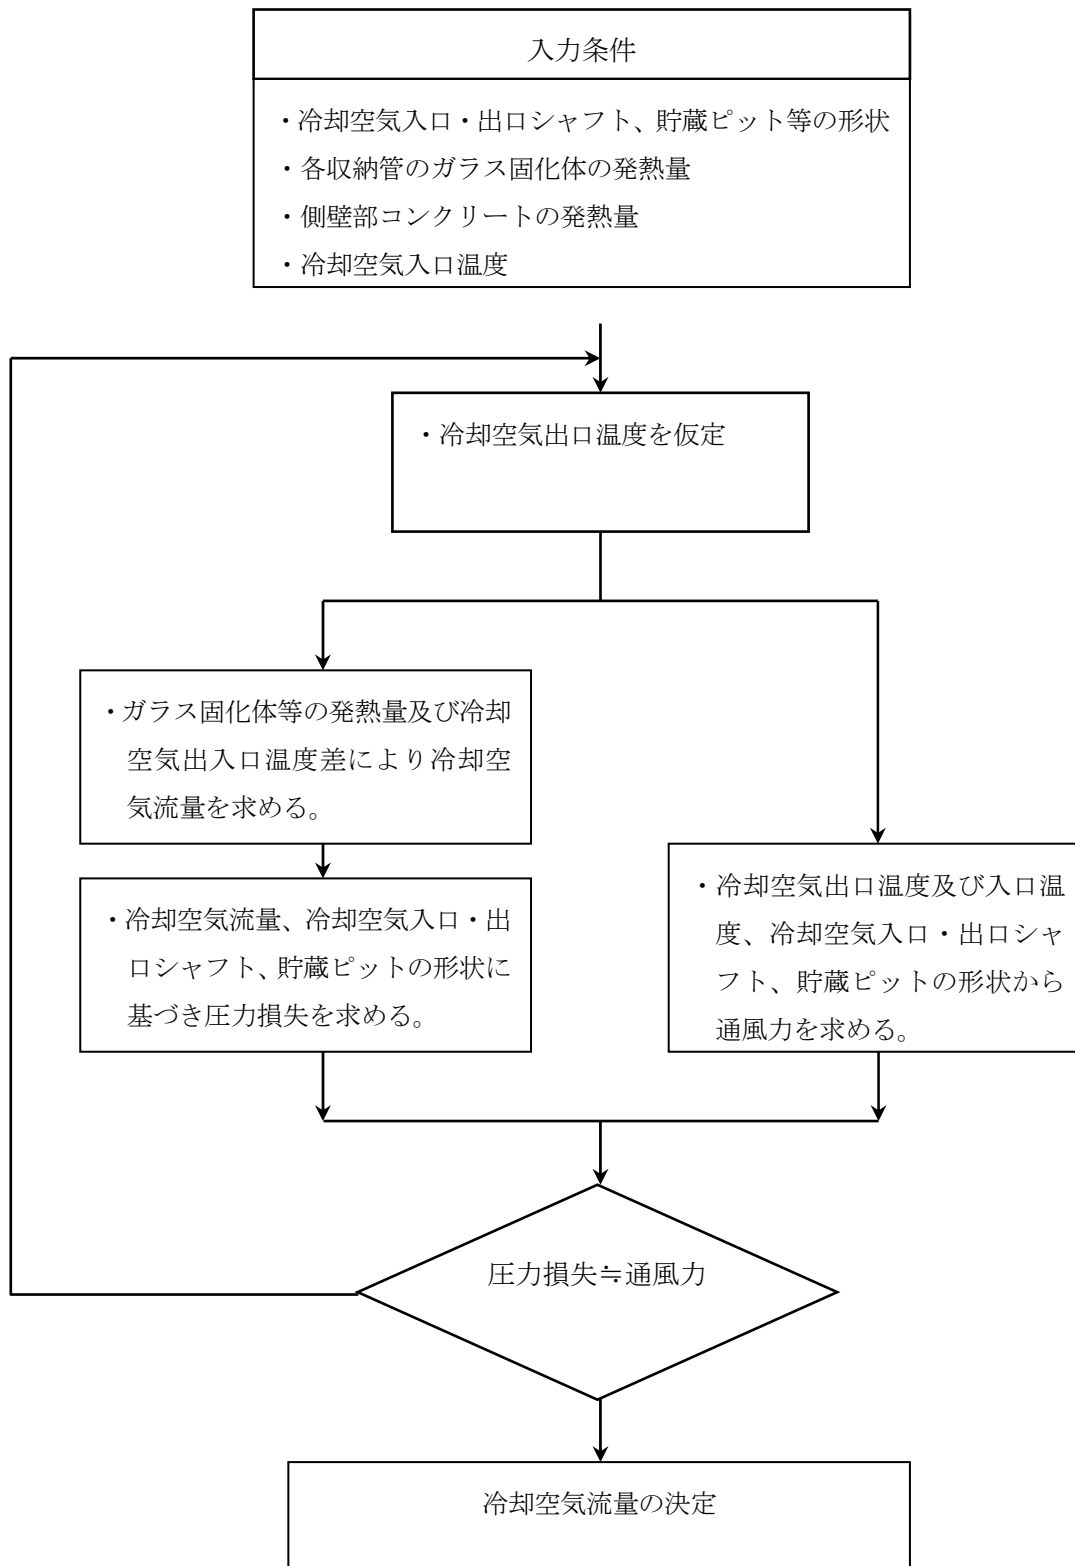 入力条件
・冷却空気入口・出口シャフト、貯蔵ピット等の形状
・各収納管のガラス固化体の発熱量
・側壁部コンクリートの発熱量
・冷却空気入口温度
・冷却空気出口温度を仮定
・ガラス固化体等の発熱量及び冷却
空気出入口温度差により冷却空
気流量を求める。
・冷却空気流量、冷却空気入口・出
口シャフト、貯蔵ピットの形状に
基づき圧力損失を求める。
・冷却空気出口温度及び入口温
度、冷却空気入口・出口シャ
フト、貯蔵ピットの形状から
通風力を求める。
圧力損失≒通風力
冷却空気流量の決定